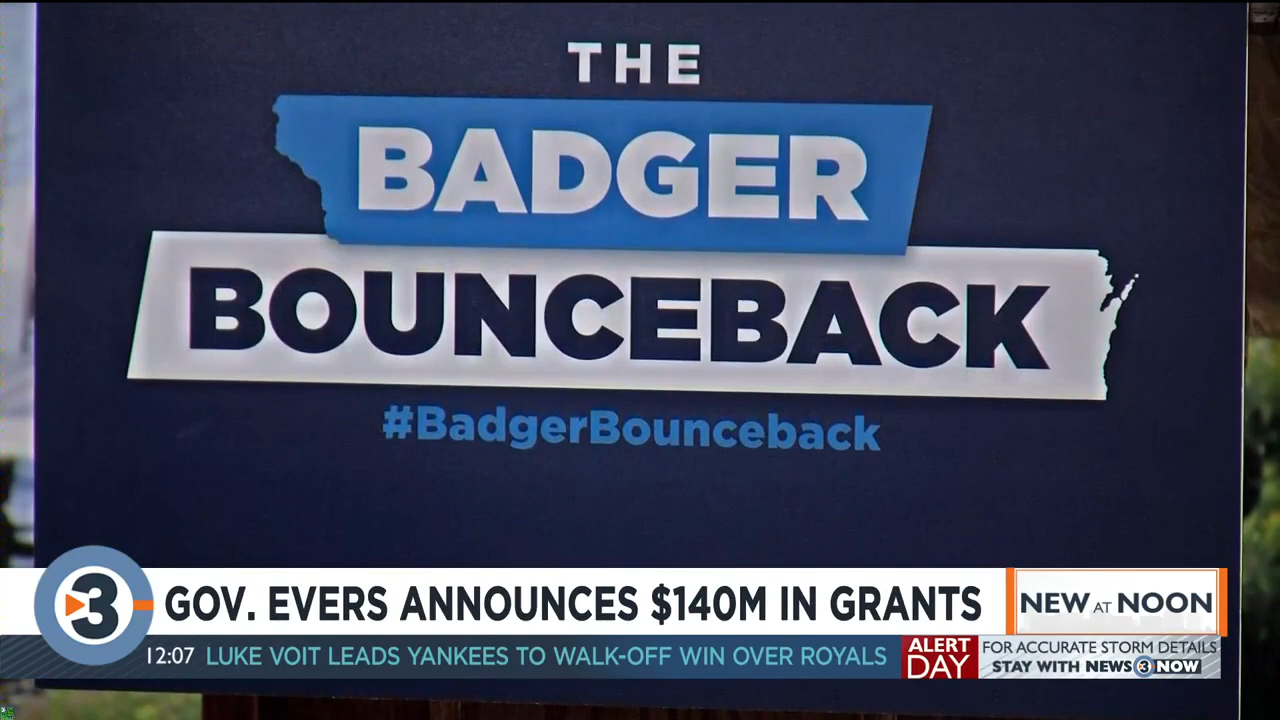 THE
BADGER
BOUNCEBACK
#BadgerBounceback
3 GOV. EVERS ANNOUNCES $140M IN GRANTS
NEW AT NOON
12:07 LUKE VOIT LEADS YANKEES TO WALK-OFF WIN OVER ROYALS
ALERT DAY
FOR ACCURATE STORM DETAILS
STAY WITH NEWS 3 NOW